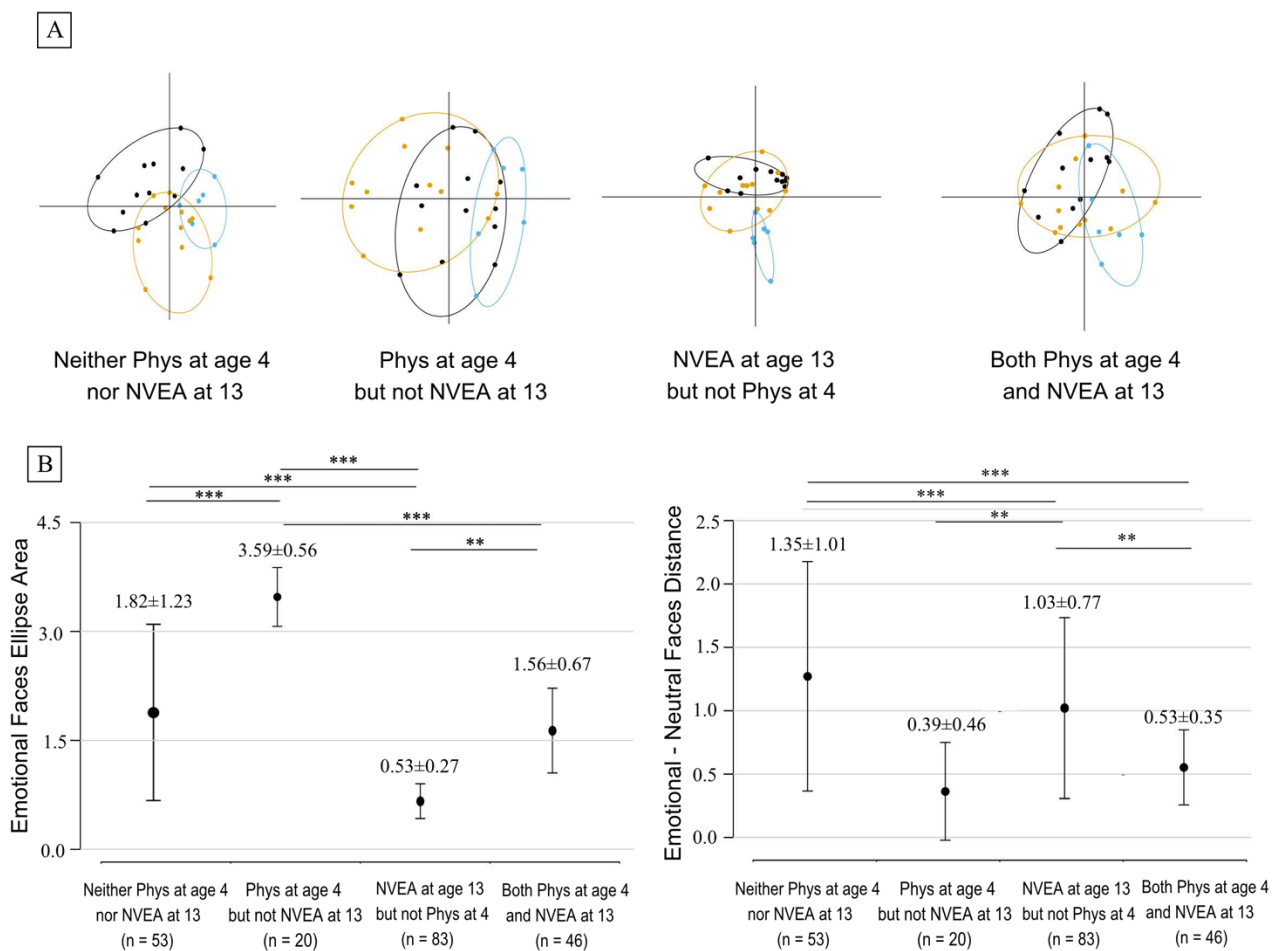 A
Neither Phys at age 4
nor NVEA at 13
Phys at age 4
but not NVEA at 13
NVEA at age 13
but not Phys at 4
Both Phys at age 4
and NVEA at 13
B
***
***
***
***
**
Emotional Faces Ellipse Area
4.5
3.0
1.5
0.0
1.82±1.23
3.59±0.56
0.53±0.27
1.56±0.67
Neither Phys at age 4
nor NVEA at 13
(n = 53)
Phys at age 4
but not NVEA at 13
(n = 20)
NVEA at age 13
but not Phys at 4
(n = 83)
Both Phys at age 4
and NVEA at 13
(n = 46)
***
***
**
**
Emotional - Neutral Faces Distance
2.5
2.0
1.5
1.0
0.5
0.0
1.35±1.01
0.39±0.46
1.03±0.77
0.53±0.35
Neither Phys at age 4
nor NVEA at 13
(n = 53)
Phys at age 4
but not NVEA at 13
(n = 20)
NVEA at age 13
but not Phys at 4
(n = 83)
Both Phys at age 4
and NVEA at 13
(n = 46)